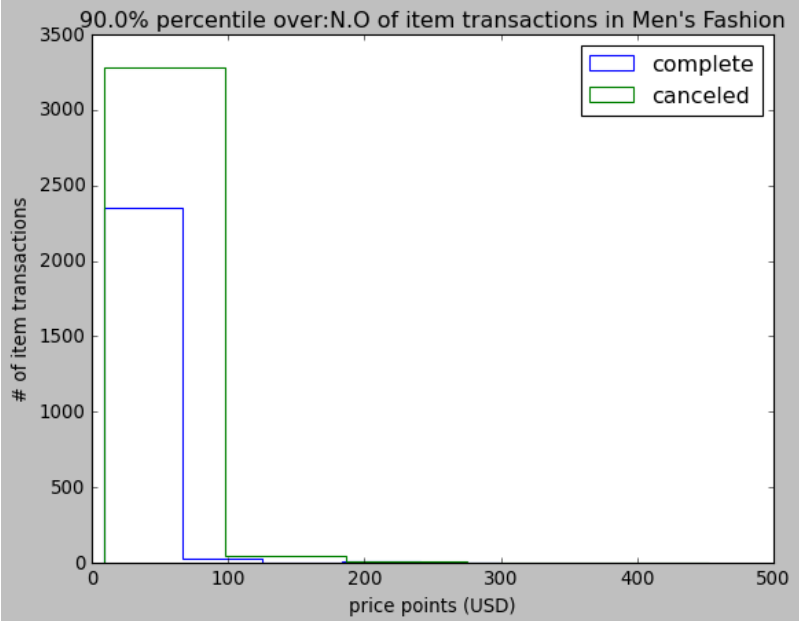 90.0% percentile over:N.O of item transactions in Men's Fashion
3500
3000
2500
2000
1500
1000
500
0
# of item transactions
complete
canceled
0 100 200 300 400 500
price points (USD)